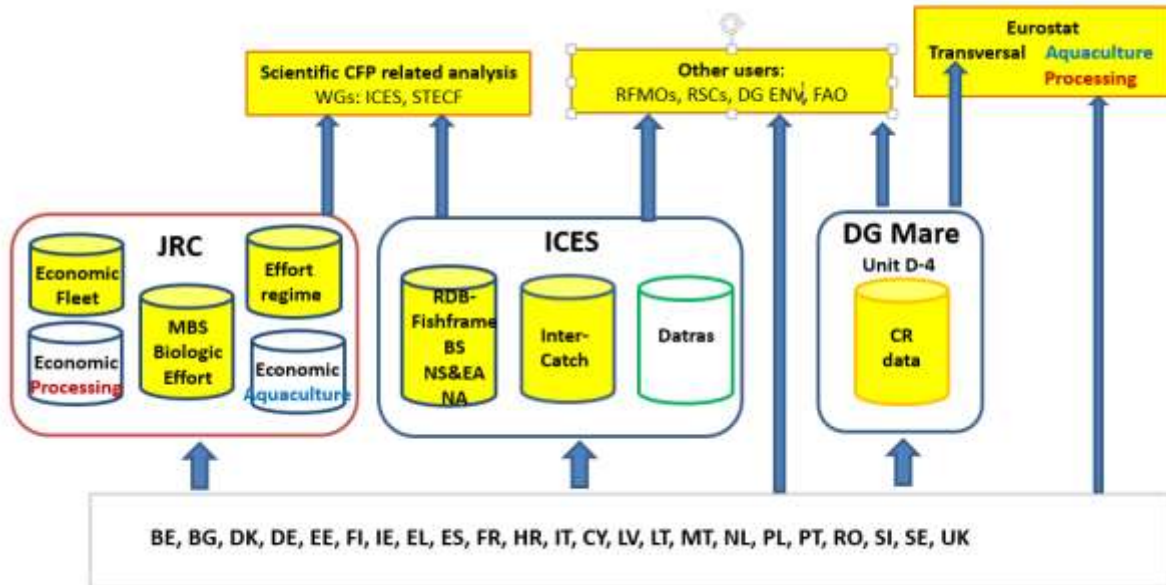 Eurostat
Transversal Aquaculture
Processing
Scientific CFP related analysis
WGs: ICES, STECF
Other users:
RFMOs, RSCs, DG ENV, FAO
JRC
Economic
Fleet
Effort
regime
MBS
Biologic
Effort
Economic
Processing
Economic
Aquaculture
ICES
RDB-
Fishframe
BS
NS&EA
NA
Inter-
Catch
Datras
DG Mare
Unit D-4
CR
data
BE, BG, DK, DE, EE, FI, IE, EL, ES, FR, HR, IT, CY, LV, LT, MT, NL, PL, PT, RO, SI, SE, UK